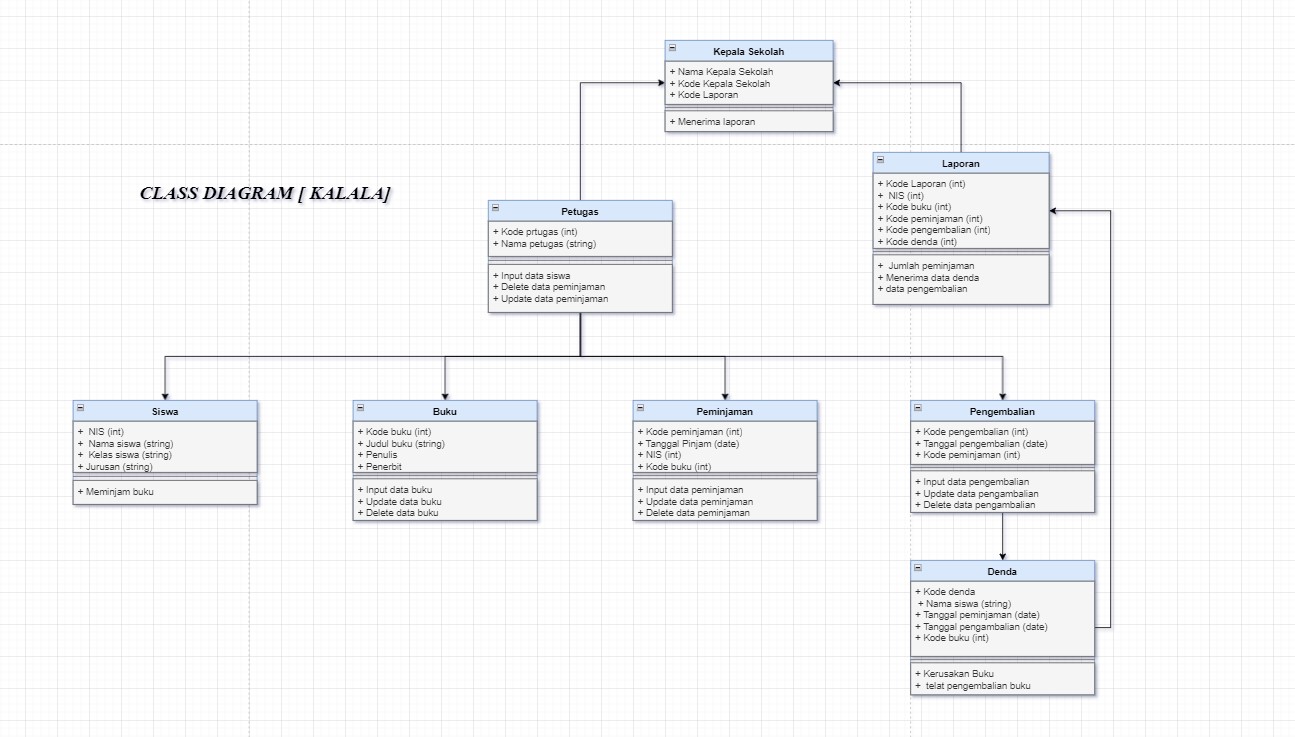 Kepala Sekolah
+ Nama Kepala Sekolah
+ Kode Kepala Sekolah
+ Kode Laporan
+ Menerima laporan
Laporan
+ Kode Laporan (int)
+ NIS (int)
+ Kode buku (int)
+ Kode peminjaman (int)
+ Kode pengembalian (int)
+ Kode denda (int)
+ Jumlah peminjaman
+ Menerima data denda
+ data pengembalian
CLASS DIAGRAM [ KALALA]
Petugas
+ Kode prtugas (int)
+ Nama petugas (string)
+ Input data siswa
+ Delete data peminjaman
+ Update data peminjaman
Siswa
+ NIS (int)
+ Nama siswa (string)
+ Kelas siswa (string)
+ Jurusan (string)
+ Meminjam buku
Buku
+ Kode buku (int)
+ Judul buku (string)
+ Penulis
+ Penerbit
+ Input data buku
+ Update data buku
+ Delete data buku
Peminjaman
+ Kode peminjaman (int)
+ Tanggal Pinjam (date)
+ NIS (int)
+ Kode buku (int)
+ Input data peminjaman
+ Update data peminjaman
+ Delete data peminjaman
Pengembalian
+ Kode pengembalian (int)
+ Tanggal pengembalian (date)
+ Kode peminjaman (int)
+ Input data pengembalian
+ Update data pengambalian
+ Delete data pengambalian
Denda
+ Kode denda
+ Nama siswa (string)
+ Tanggal peminjaman (date)
+ Tanggal pengambalian (date)
+ Kode buku (int)
+ Kerusakan Buku
+ telat pengembalian buku